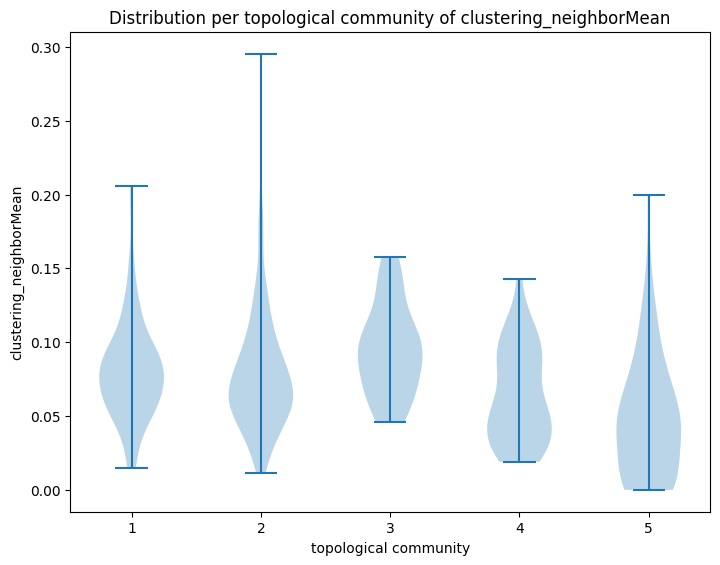 Distribution per topological community of clustering_neighborMean
0.30
0.25
0.20
0.15
0.10
0.05
0.00
clustering_neighborMean
1 2 3 4 5
topological community